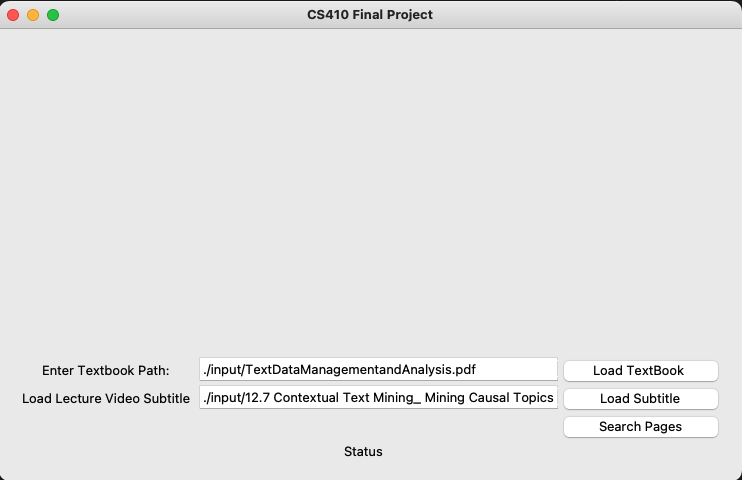 CS410 Final Project
Enter Textbook Path: ./input/TextDataManagementandAnalysis.pdf Load TextBook
Load Lecture Video Subtitle ./input/12.7 Contextual Text Mining_ Mining Causal Topics Load Subtitle
Search Pages
Status